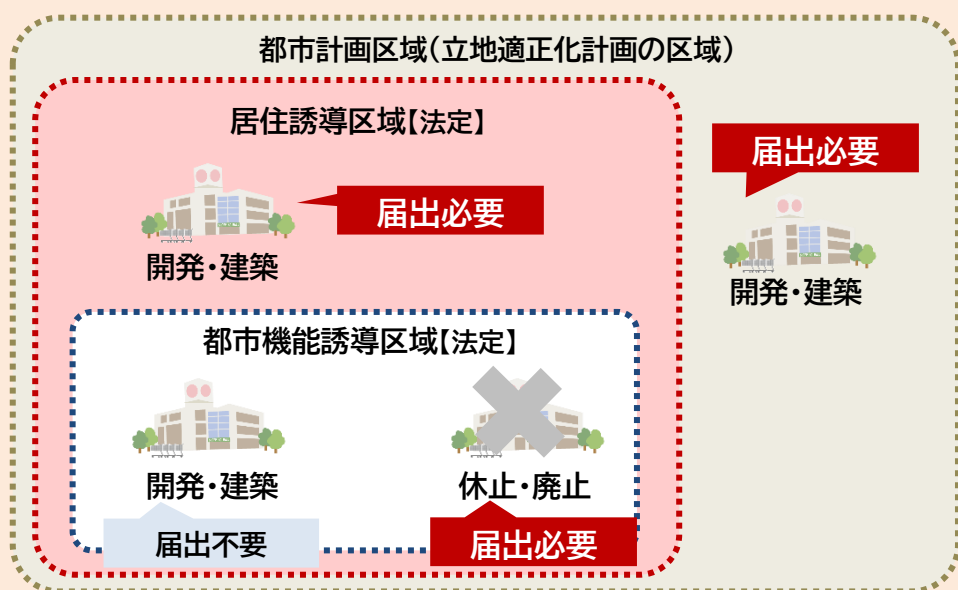 都市計画区域(立地適正化計画の区域)
居住誘導区域【法定】
届出必要
届出必要
開発・建築
開発・建築
都市機能誘導区域【法定】
開発・建築
休止・廃止
届出不要
届出必要